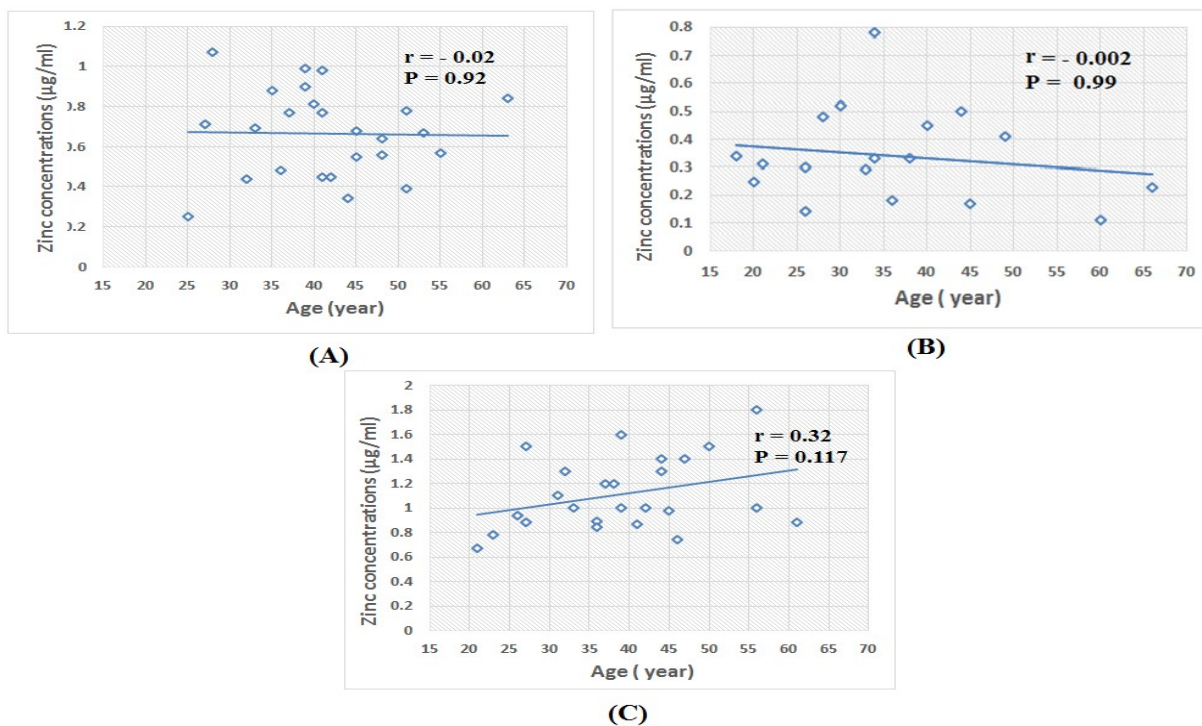 1.2
1
3.8
3.6
3.4
3.2
0
Zinc concentrations (µg/ml)
r = - 0.02
P = 0.92
15 20 25 30 35 40 45 50 55 60 65 70
Age (year)
(A)
0.8
0.7
0.6
0.5
0.4
0.3
0.2
0.1
0
Zinc concentrations (µg/ml)
r = - 0.002
P = 0.99
15 20 25 30 35 40 45 50 55 60 65 70
Age ( year)
(B)
2
1.8
1.6
1.4
1.2
1
0.8
0.6
0.4
0.2
0
Zinc concentrations (µg/ml)
r = 0.32
P = 0.117
15 20 25 30 35 40 45 50 55 60 65 70
Age ( year)
(C)